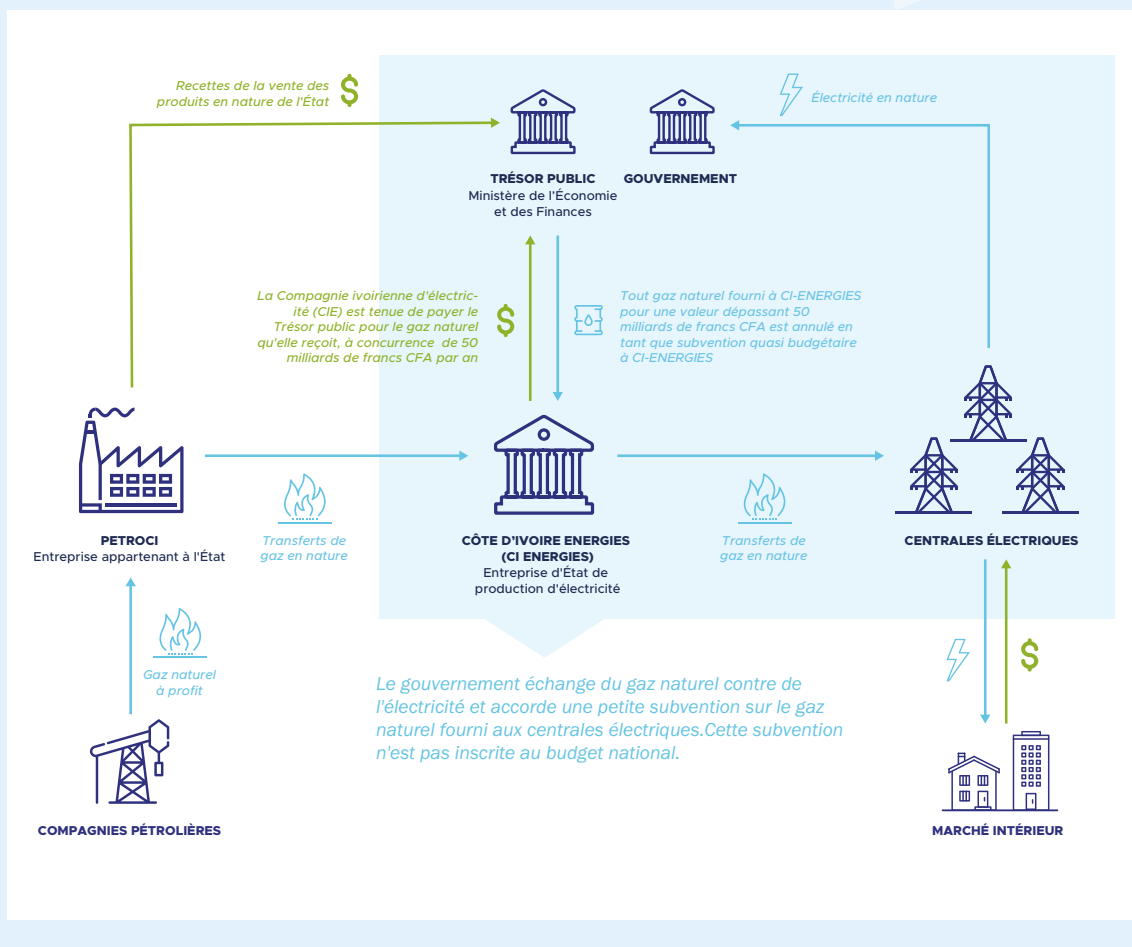 Recettes de la vente des
produits en nature de l'État
Électricité en nature
TRÉSOR PUBLIC
Ministère de l'Économie
et des Finances
GOUVERNEMENT
La Compagnie ivoirienne d'électric-
ité (CIE) est tenue de payer le
Trésor public pour le gaz naturel
qu'elle reçoit, à concurrence de 50
milliards de francs CFA par an
Tout gaz naturel fourni à CI-ENERGIES
pour une valeur dépassant 50
milliards de francs CFA est annulé en
tant que subvention quasi budgétaire
à CI-ENERGIES
PETROCI
Entreprise appartenant à l'État
Transferts de
gaz en nature
CÔTE D'IVOIRE ENERGIES
(CI ENERGIES)
Entreprise d'État de
production d'électricité
Transferts de
gaz en nature
CENTRALES ÉLECTRIQUES
Gaz naturel
à profit
Le gouvernement échange du gaz naturel contre de
l'électricité et accorde une petite subvention sur le gaz
naturel fourni aux centrales électriques.Cette subvention
n'est pas inscrite au budget national.
COMPAGNIES PÉTROLIÈRES
MARCHÉ INTÉRIEUR